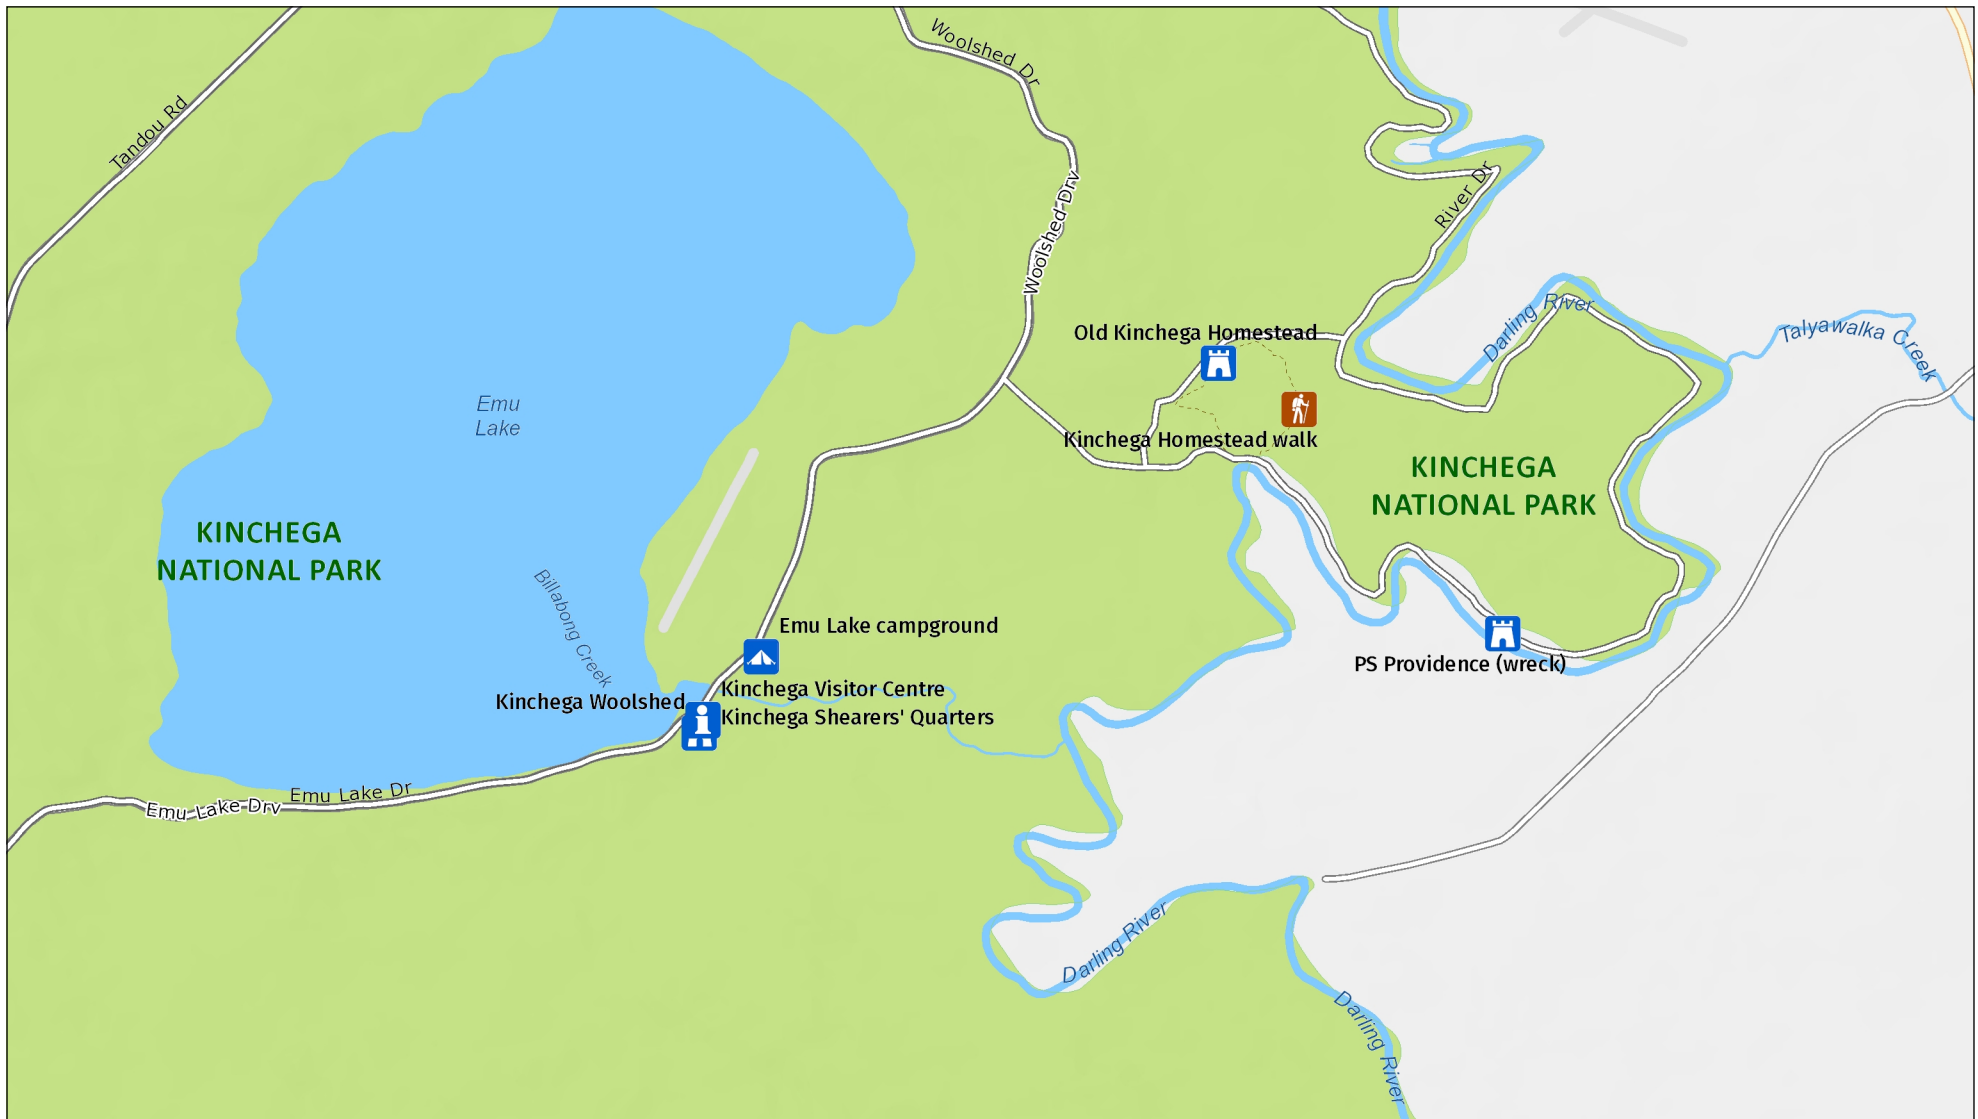 Woolshed Dr
Tandou Rd
Woolshed Drv
River Dr
Darling River
Talyawalka Creek
Old Kinchega Homestead
Emu
Lake
Kinchega Homestead walk
KINCHEGA
NATIONAL PARK
KINCHEGA
NATIONAL PARK
Billabong Creek
Emu Lake campground
PS Providence (wreck)
Kinchega Visitor Centre
Kinchega Woolshed
Kinchega Shearers' Quarters
Emu Lake Dr
Emu Lake Drv
Darling River
Darling River